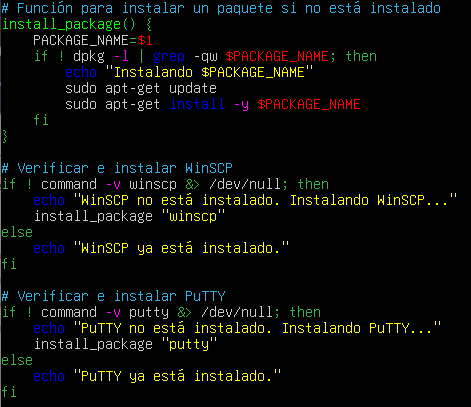 # Función para instalar un paquete si no está instalado
install_package() {
    PACKAGE_NAME=$1
    if ! dpkg -l | grep -qw $PACKAGE_NAME; then
        echo "Instalando $PACKAGE_NAME"
        sudo apt-get update
        sudo apt-get install -y $PACKAGE_NAME
    fi
}

# Verificar e instalar WinSCP
if ! command -v winscp &> /dev/null; then
    echo "WinSCP no está instalado. Instalando WinSCP..."
    install_package "winscp"
else
    echo "WinSCP ya está instalado."
fi

# Verificar e instalar PuTTY
if ! command -v putty &> /dev/null; then
    echo "PuTTY no está instalado. Instalando PuTTY..."
    install_package "putty"
else
    echo "PuTTY ya está instalado."
fi